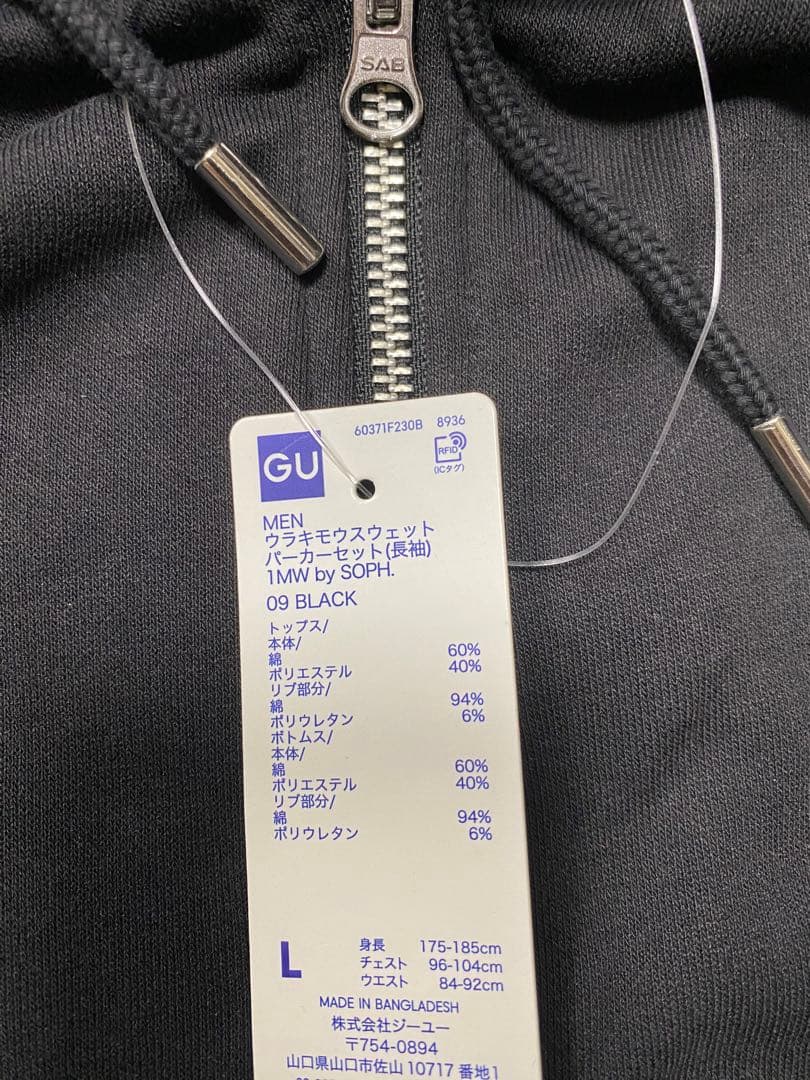 SAB
60371F230B 8936
GU
RFID
(ICタグ)
MEN
ウラキモウスウェット
パーカーセット(長袖)
1MW by SOPH.
09 BLACK
トップス/
本体/
綿 60%
ポリエステル 40%
リブ部分/
綿 94%
ポリウレタン 6%
ボトムス/
本体/
綿 60%
ポリエステル 40%
リブ部分/
綿 94%
ポリウレタン 6%
L
身長 175-185cm
チェスト 96-104cm
ウエスト 84-92cm
MADE IN BANGLADESH
株式会社ジーユー
〒754-0894
山口県山口市佐山10717番地1